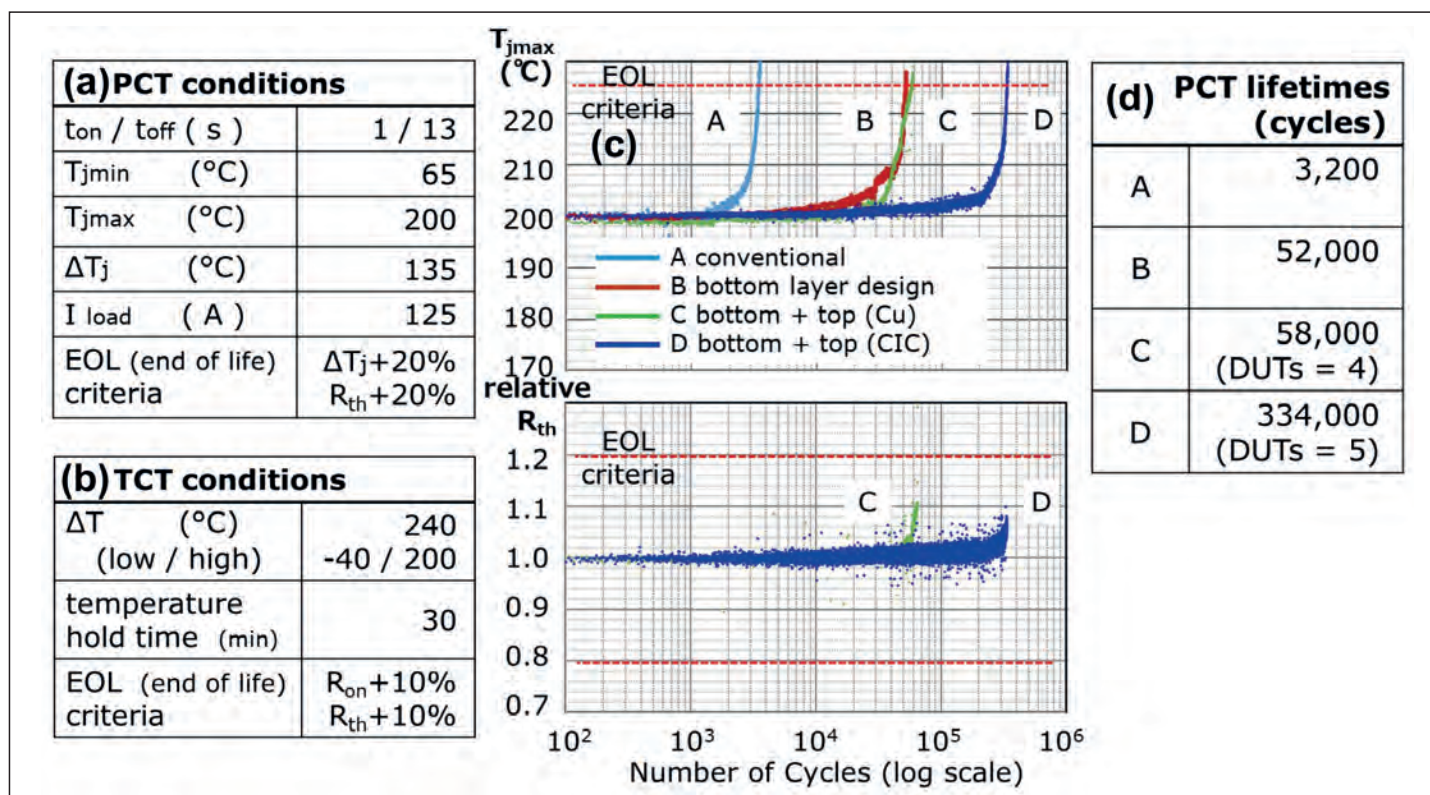 (a) PCT conditions
ton / toff ( s ) 1 / 13
Tjmin (°C) 65
Tjmax (°C) 200
ΔTj (°C) 135
I load ( A ) 125
EOL (end of life) ΔTj+20%
criteria Rth+20%
(b) TCT conditions
ΔT (°C) 240
(low / high) -40 / 200
temperature
hold time (min) 30
EOL (end of life) Ron+10%
criteria Rth+10%
Tjmax
(°C)
EOL
criteria
A B C D
(c)
220
210
200
190
180
170
A conventional
B bottom layer design
C bottom + top (Cu)
D bottom + top (CIC)
relative
Rth
EOL
criteria
C D
1.2
1.1
1.0
0.9
0.8
0.7
10² 10³ 10⁴ 10⁵ 10⁶
Number of Cycles (log scale)
(d) PCT lifetimes
(cycles)
A 3,200
B 52,000
C 58,000
(DUTs = 4)
D 334,000
(DUTs = 5)